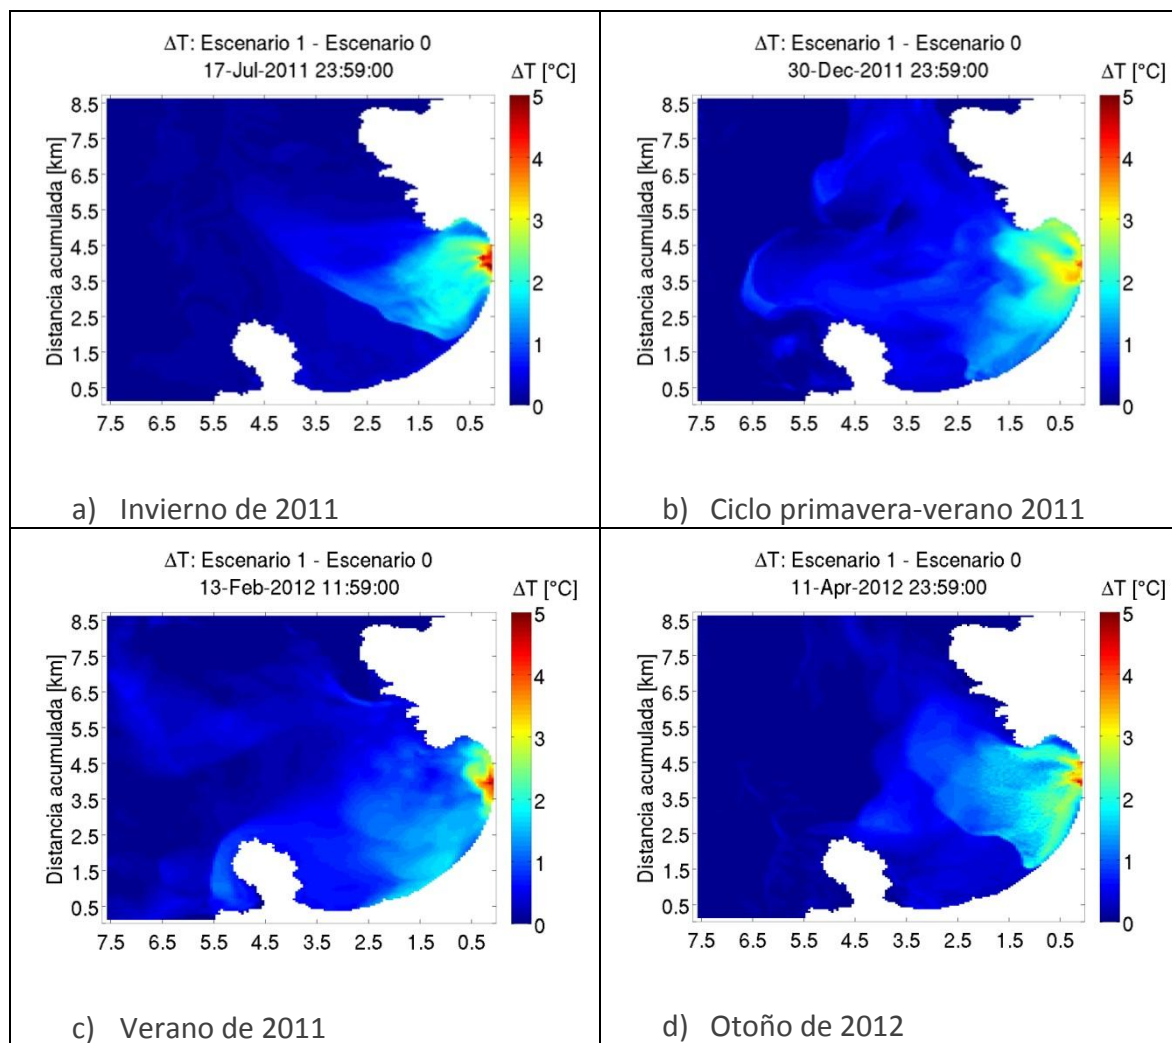 ΔT: Escenario 1 - Escenario 0
17-Jul-2011 23:59:00
ΔT [°C]
Distancia acumulada [km]
8.5
7.5
6.5
5.5
4.5
3.5
2.5
1.5
0.5
7.5 6.5 5.5 4.5 3.5 2.5 1.5 0.5
5
4
3
2
1
0
a) Invierno de 2011
ΔT: Escenario 1 - Escenario 0
30-Dec-2011 23:59:00
ΔT [°C]
Distancia acumulada [km]
8.5
7.5
6.5
5.5
4.5
3.5
2.5
1.5
0.5
7.5 6.5 5.5 4.5 3.5 2.5 1.5 0.5
5
4
3
2
1
0
b) Ciclo primavera-verano 2011
ΔT: Escenario 1 - Escenario 0
13-Feb-2012 11:59:00
ΔT [°C]
Distancia acumulada [km]
8.5
7.5
6.5
5.5
4.5
3.5
2.5
1.5
0.5
7.5 6.5 5.5 4.5 3.5 2.5 1.5 0.5
5
4
3
2
1
0
c) Verano de 2011
ΔT: Escenario 1 - Escenario 0
11-Apr-2012 23:59:00
ΔT [°C]
Distancia acumulada [km]
8.5
7.5
6.5
5.5
4.5
3.5
2.5
1.5
0.5
7.5 6.5 5.5 4.5 3.5 2.5 1.5 0.5
5
4
3
2
1
0
d) Otoño de 2012